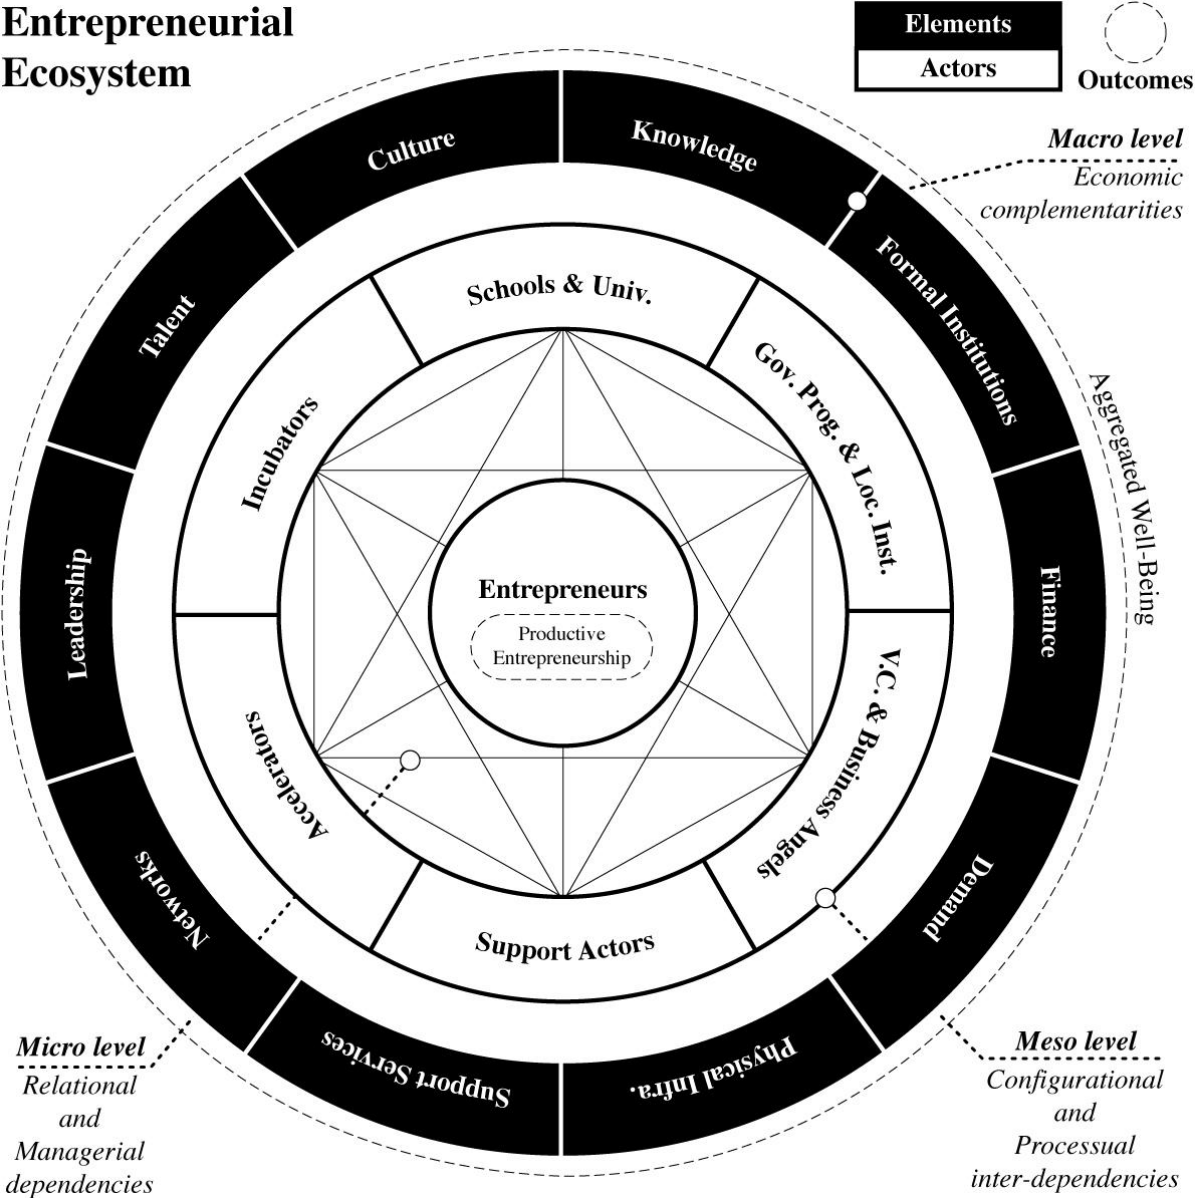 Entrepreneurial
Ecosystem
Elements
Actors
Outcomes
Macro level
Economic
complementarities
Culture
Knowledge
Formal Institutions
Finance
Demand
Physical Infra.
Support Services
Networks
Leadership
Talent
Aggregated Well-Being
Schools & Univ.
Gov. Prog. & Loc. Inst.
V.C. & Business Angels
Support Actors
Accelerators
Incubators
Entrepreneurs
Productive
Entrepreneurship
Micro level
Relational
and
Managerial
dependencies
Meso level
Configurational
and
Processual
inter-dependencies